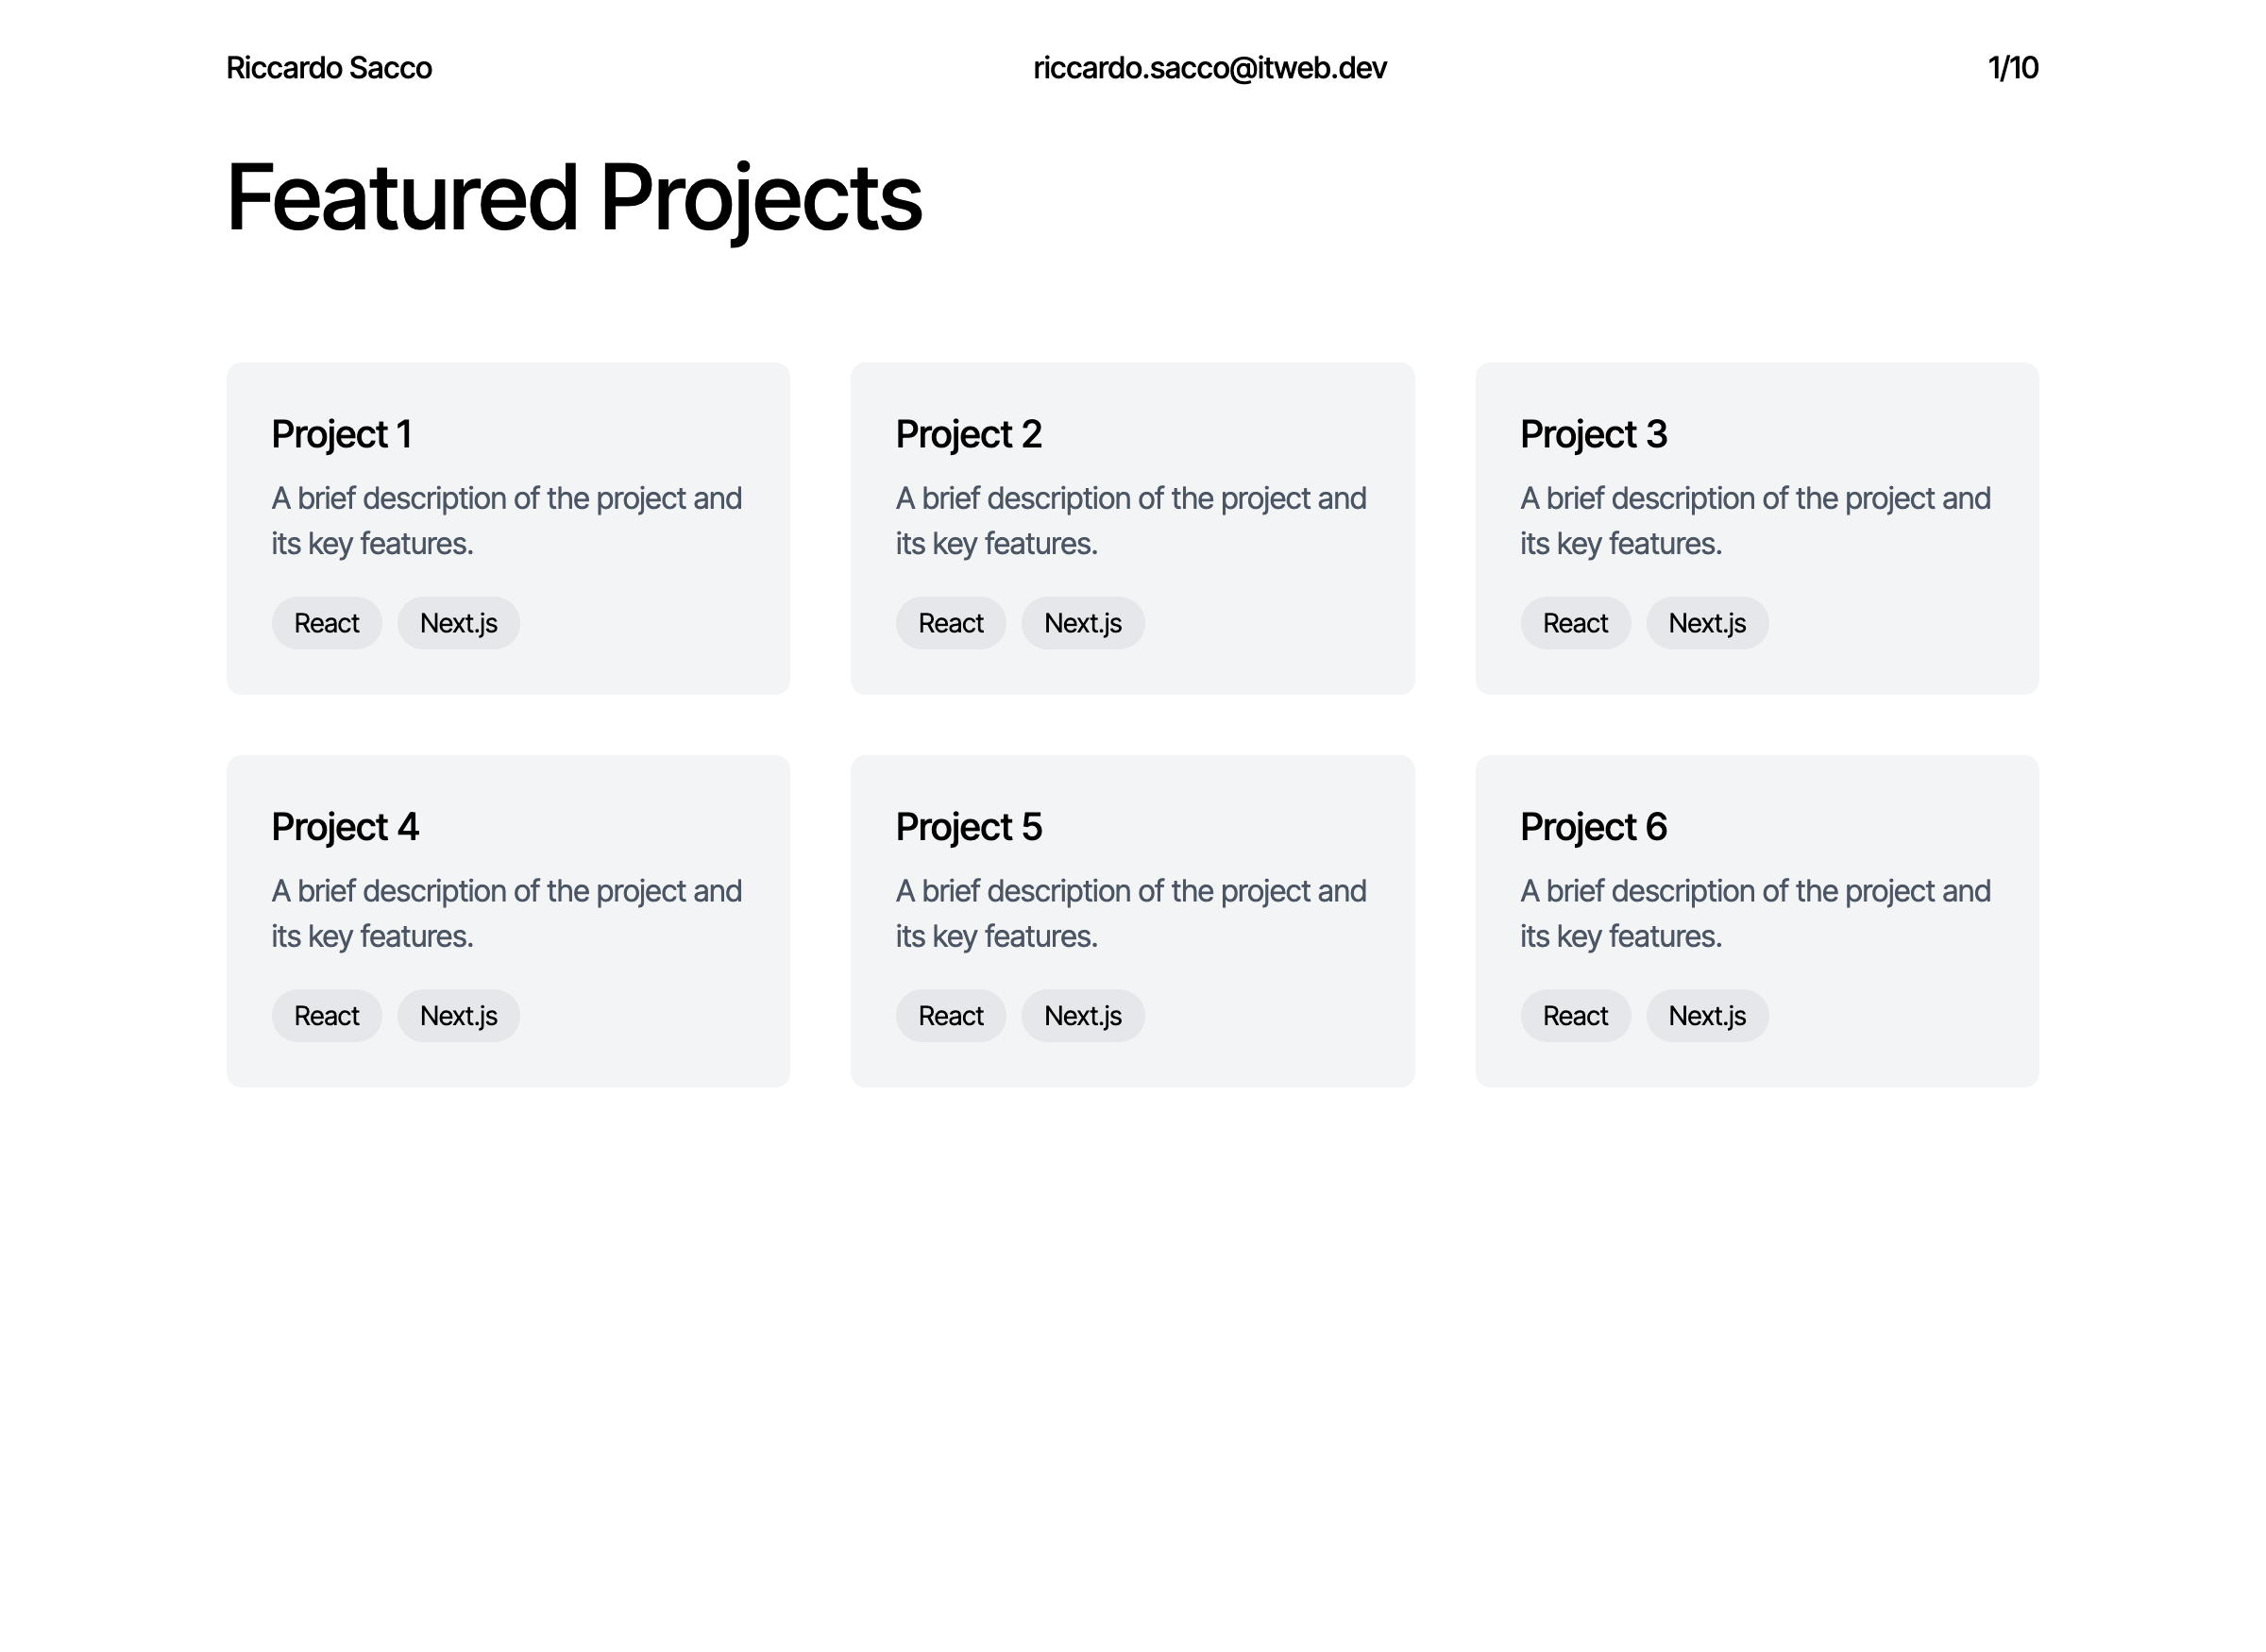 Riccardo Sacco
riccardo.sacco@itweb.dev
1/10
Featured Projects
Project 1
A brief description of the project and
its key features.
React
Next.js
Project 2
A brief description of the project and
its key features.
React
Next.js
Project 3
A brief description of the project and
its key features.
React
Next.js
Project 4
A brief description of the project and
its key features.
React
Next.js
Project 5
A brief description of the project and
its key features.
React
Next.js
Project 6
A brief description of the project and
its key features.
React
Next.js